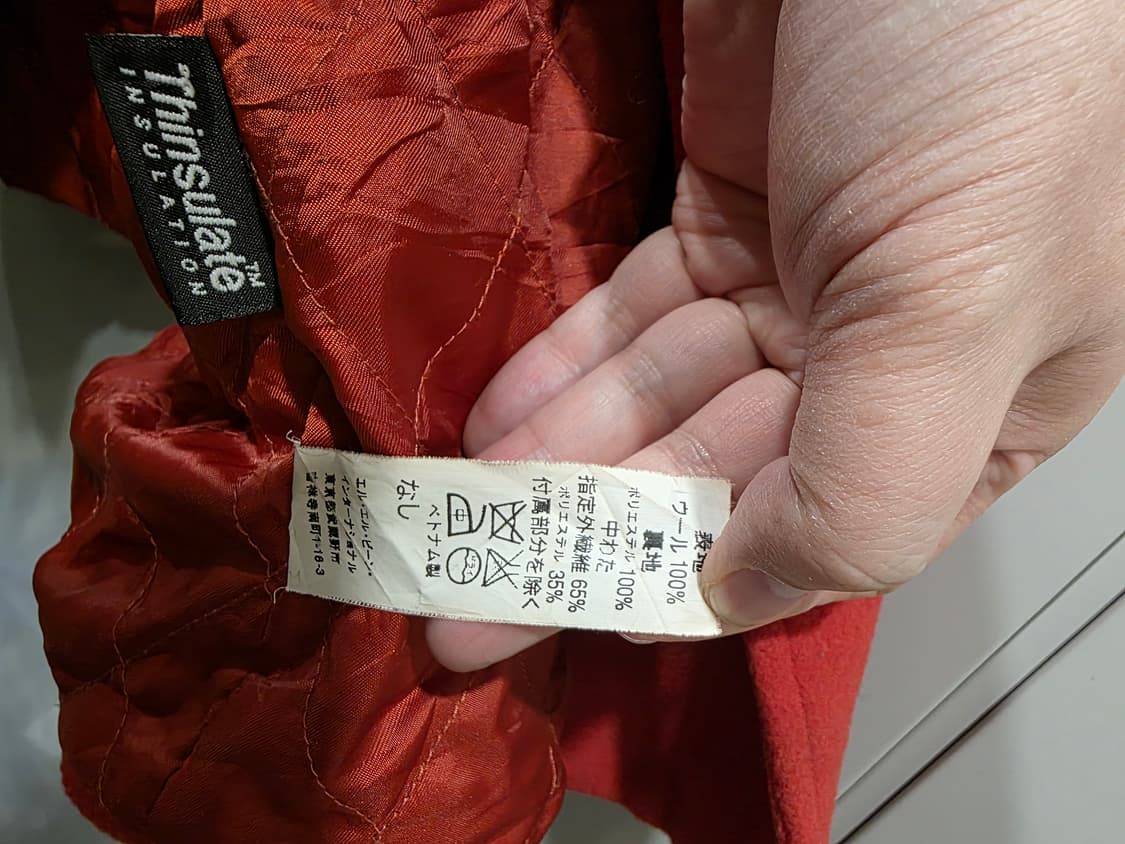 Thinsulate™
INSULATION
表地
ウール 100%
裏地
ポリエステル 100%
中わた
指定外繊維 65%
ポリエステル 35%
付属部分を除く
ドライ
ベトナム製
なし
エル・エル・ビーン・
インターナショナル
東京都武蔵野市
吉祥寺南町1-18-3